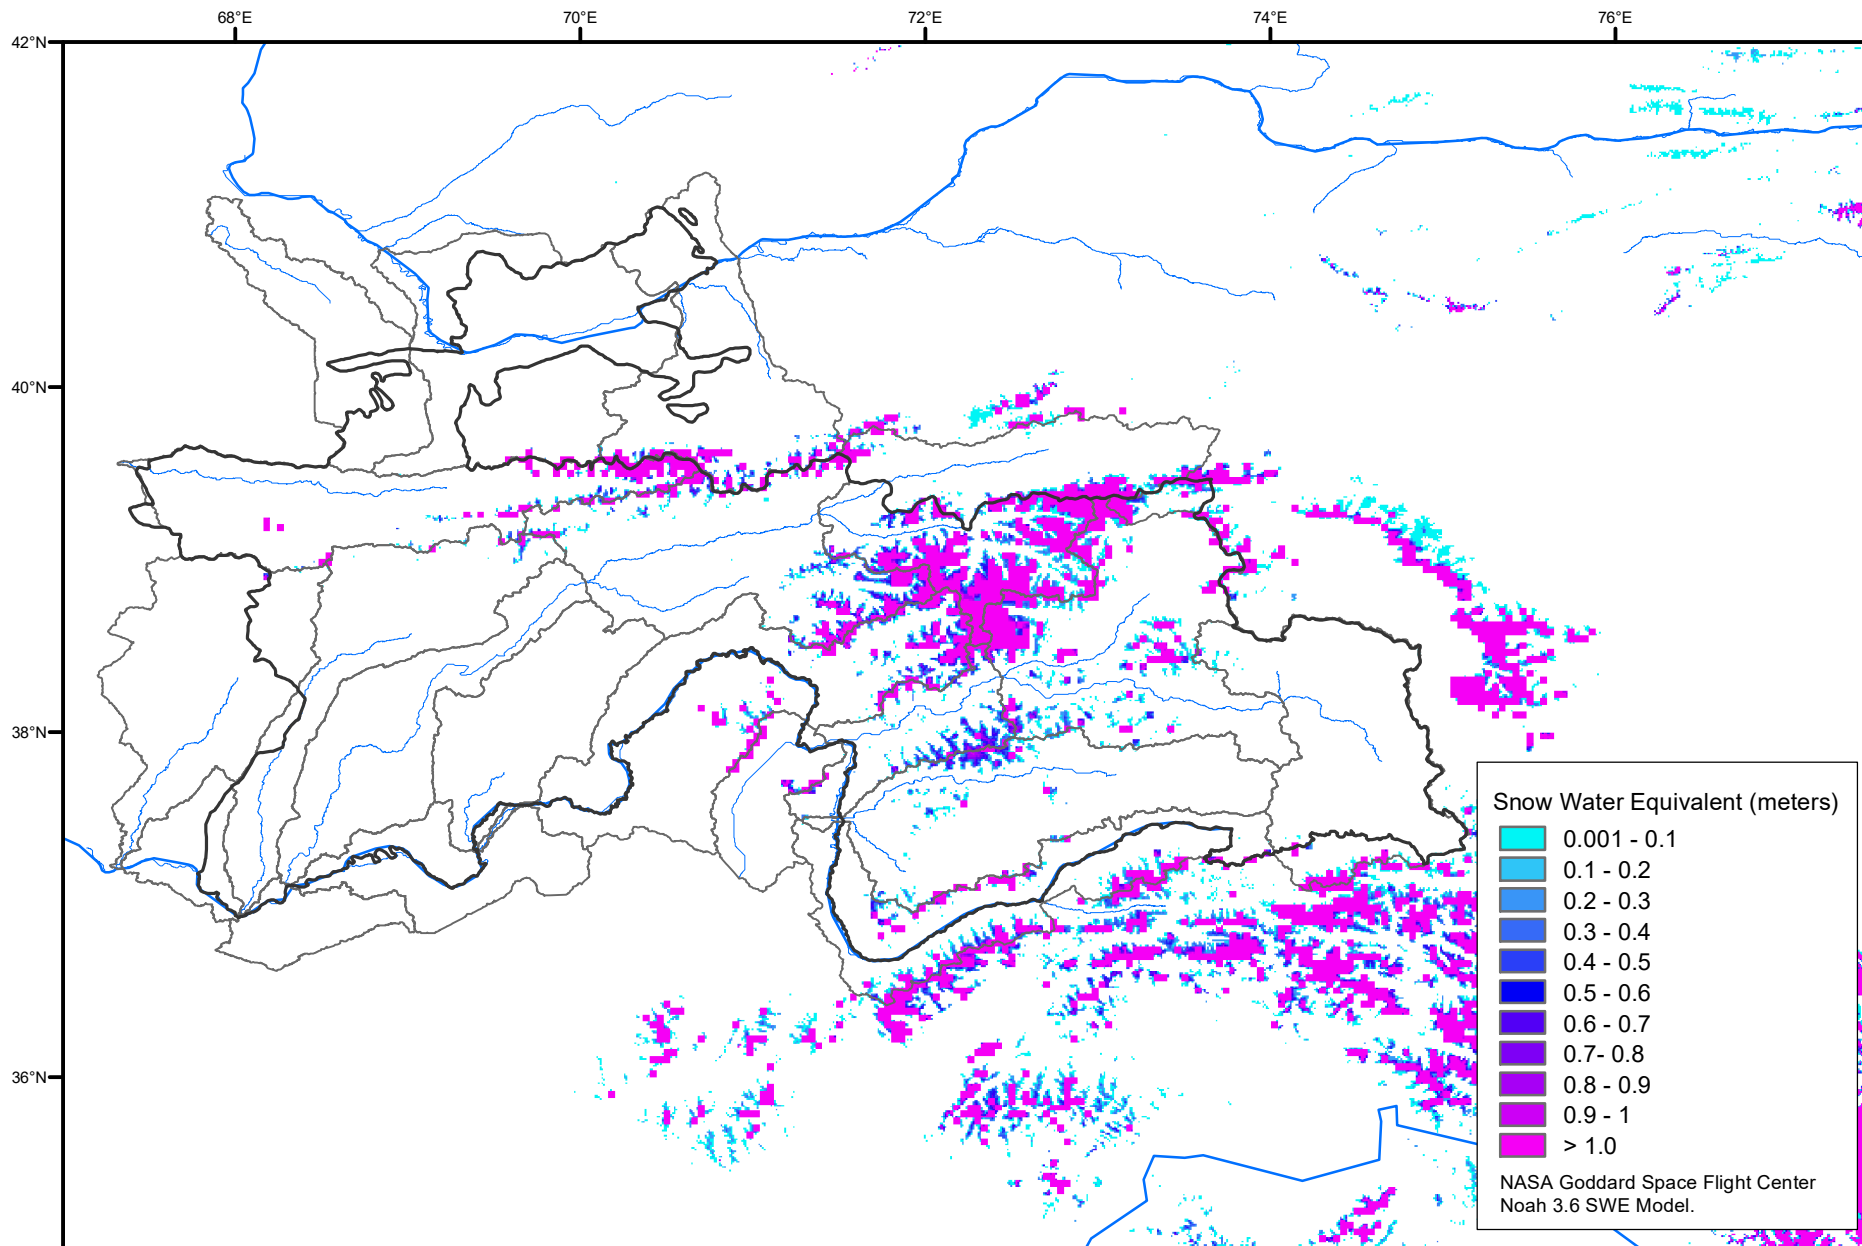 68°E 70°E 72°E 74°E 76°E
42°N
40°N
38°N
36°N
Snow Water Equivalent (meters)
0.001 - 0.1
0.1 - 0.2
0.2 - 0.3
0.3 - 0.4
0.4 - 0.5
0.5 - 0.6
0.6 - 0.7
0.7- 0.8
0.8 - 0.9
0.9 - 1
> 1.0
NASA Goddard Space Flight Center
Noah 3.6 SWE Model.